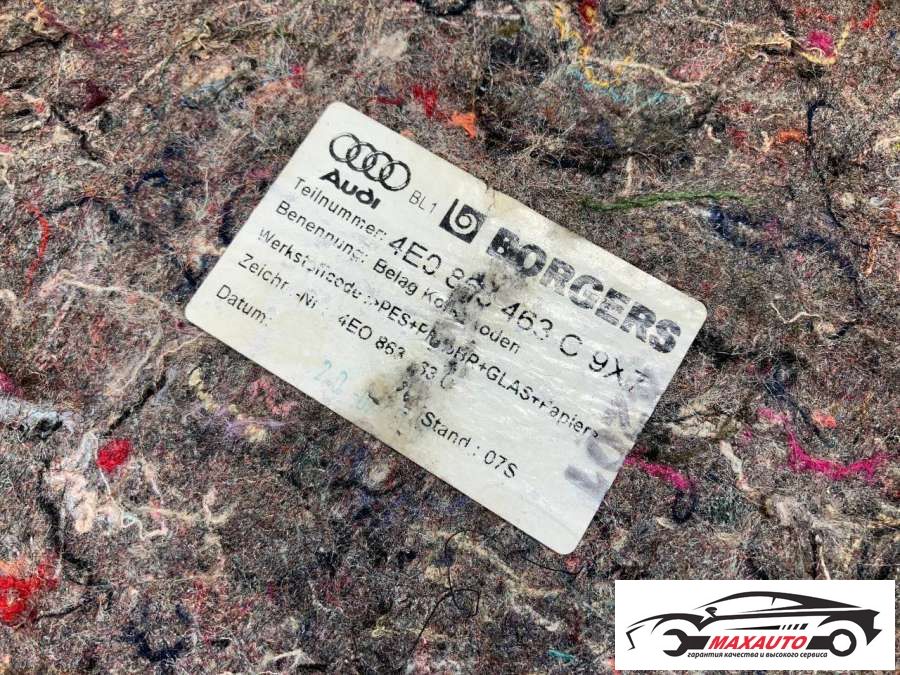 Audi
BL1 BORGERS
Teilnummer: 4E0 863 463 C 9X7
Benennung: Belag Kofferboden
Werkstoffcode: >PES+PP+GLAS+Papier<
Zeichn.-Nr.: 4E0 863 463 C
Datum: Stand: 07S
MAXAUTO
гарантия качества и высокого сервиса